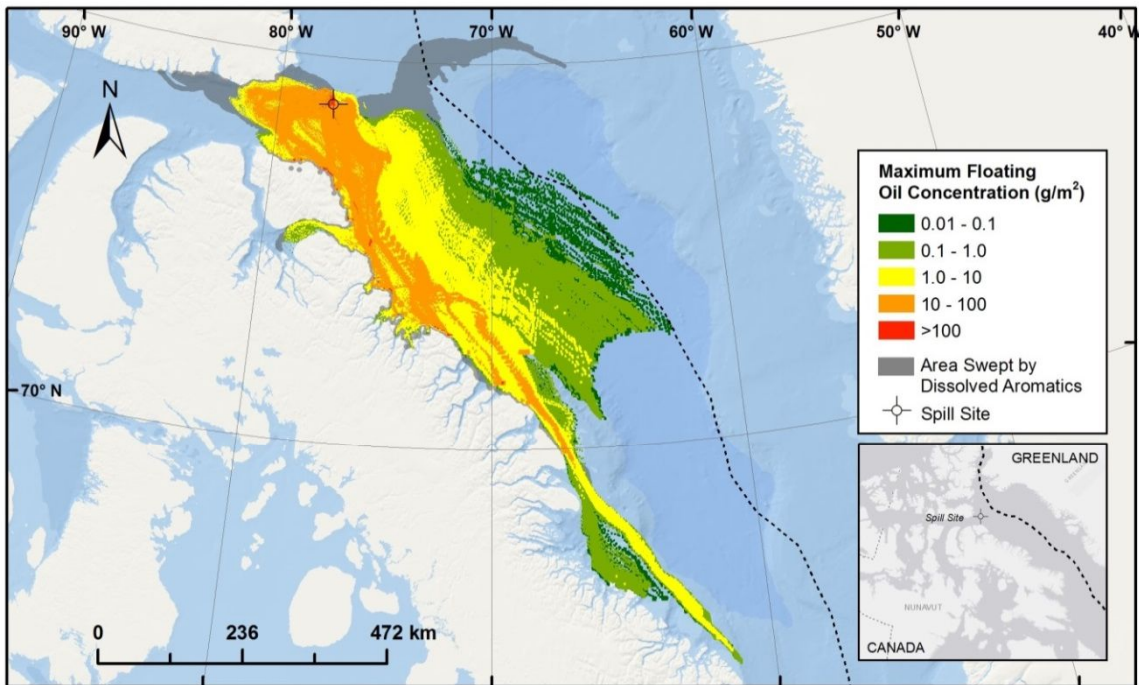 90° W
80° W
70° W
60° W
50° W
40° W
N
70° N
Maximum Floating
Oil Concentration (g/m²)
0.01 - 0.1
0.1 - 1.0
1.0 - 10
10 - 100
>100
Area Swept by
Dissolved Aromatics
Spill Site
0
236
472 km
GREENLAND
Spill Site
NUNAVUT
CANADA